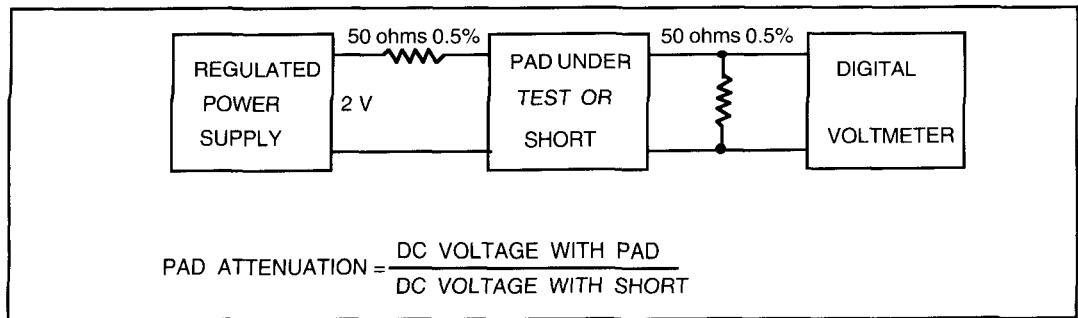 50 ohms 0.5%
50 ohms 0.5%
REGULATED
POWER
SUPPLY
2 V
PAD UNDER
TEST OR
SHORT
DIGITAL
VOLTMETER
PAD ATTENUATION = DC VOLTAGE WITH PAD
DC VOLTAGE WITH SHORT